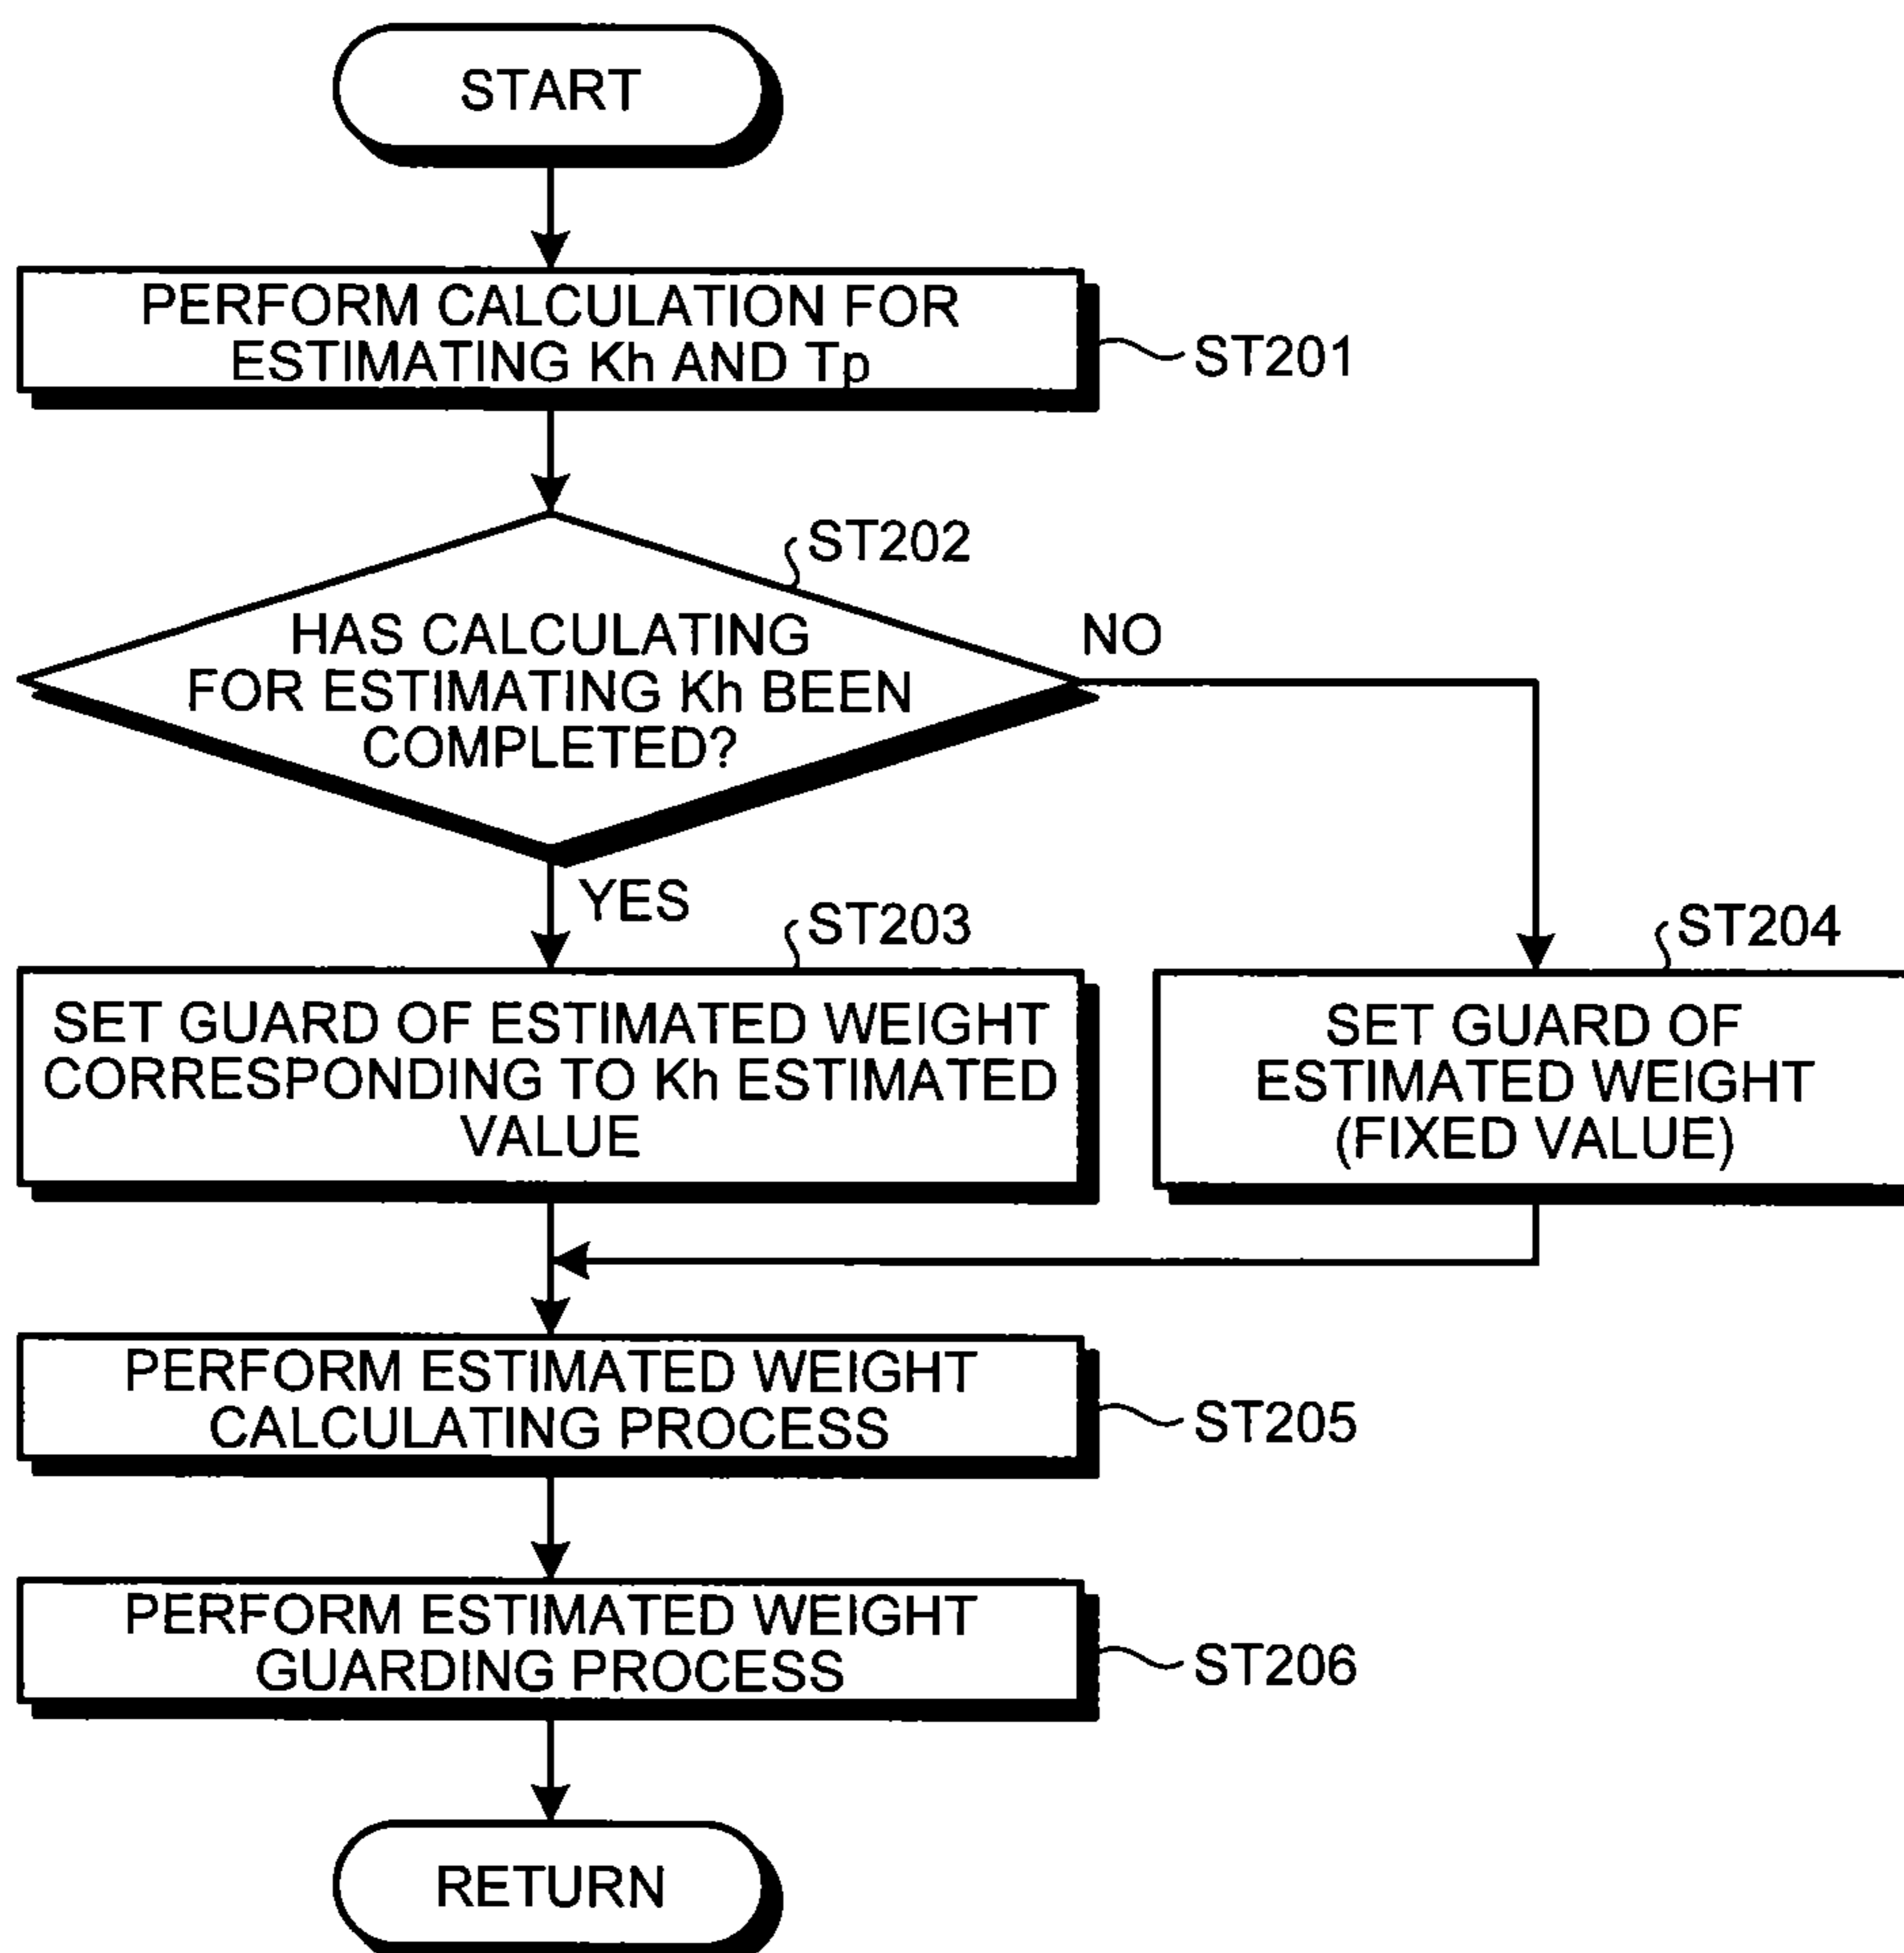 START
PERFORM CALCULATION FOR
ESTIMATING Kh AND Tp
ST201
ST202
HAS CALCULATING
FOR ESTIMATING Kh BEEN
COMPLETED?
NO
YES
ST203
SET GUARD OF ESTIMATED WEIGHT
CORRESPONDING TO Kh ESTIMATED
VALUE
ST204
SET GUARD OF
ESTIMATED WEIGHT
(FIXED VALUE)
PERFORM ESTIMATED WEIGHT
CALCULATING PROCESS
ST205
PERFORM ESTIMATED WEIGHT
GUARDING PROCESS
ST206
RETURN